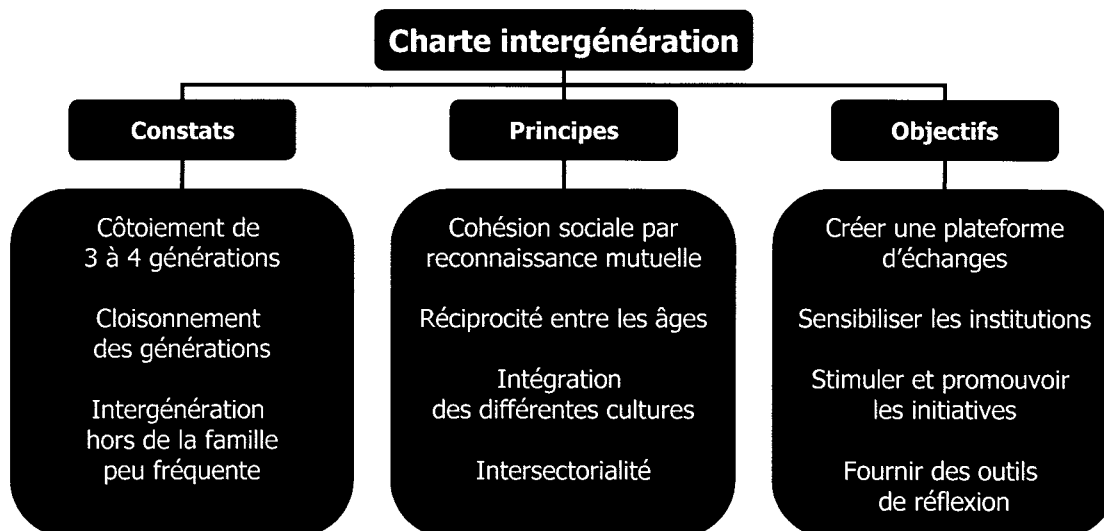 Charte intergénération
Constats
Côtoiement de
3 à 4 générations
Cloisonnement
des générations
Intergénération
hors de la famille
peu fréquente
Principes
Cohésion sociale par
reconnaissance mutuelle
Réciprocité entre les âges
Intégration
des différentes cultures
Intersectorialité
Objectifs
Créer une plateforme
d'échanges
Sensibiliser les institutions
Stimuler et promouvoir
les initiatives
Fournir des outils
de réflexion